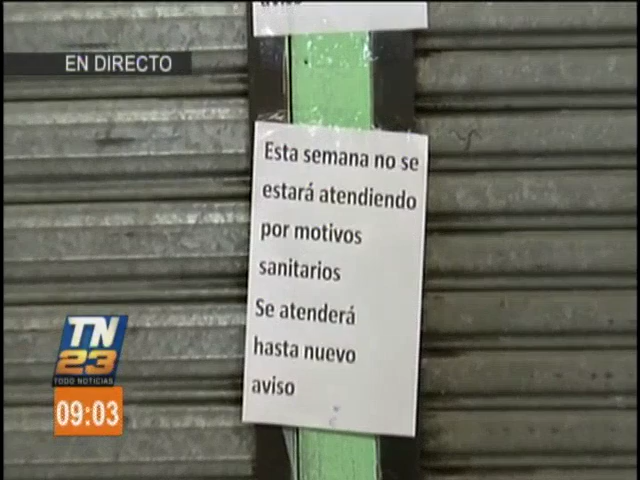 aviso
EN DIRECTO
Esta semana no se
estará atendiendo
por motivos
sanitarios
Se atenderá
hasta nuevo
aviso
TN
23
TODO NOTICIAS
09:03